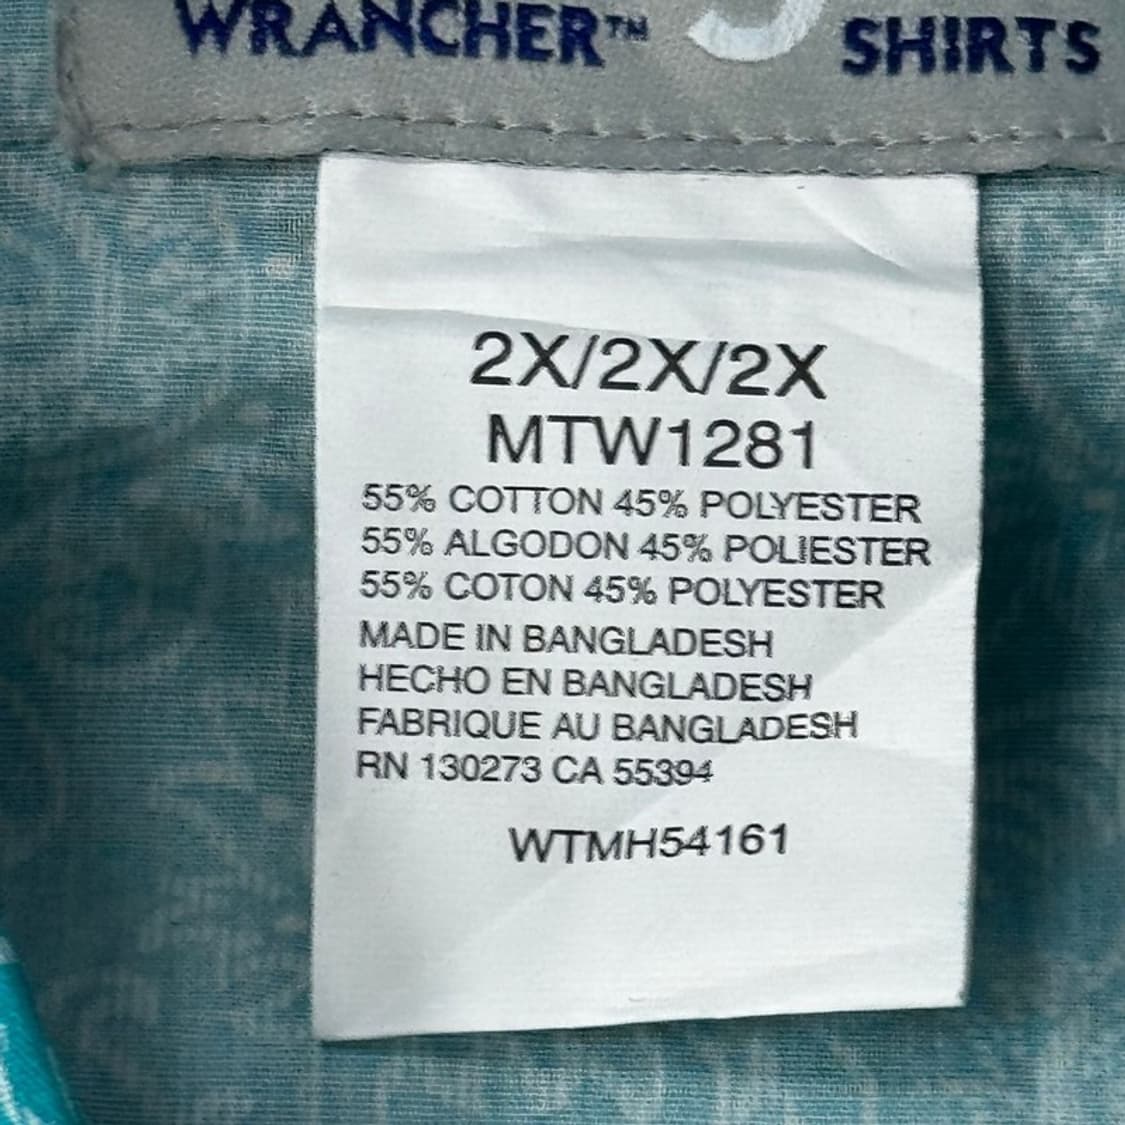 WRANCHER™ SHIRTS
2X/2X/2X
MTW1281
55% COTTON 45% POLYESTER
55% ALGODON 45% POLIESTER
55% COTON 45% POLYESTER
MADE IN BANGLADESH
HECHO EN BANGLADESH
FABRIQUE AU BANGLADESH
RN 130273 CA 55394
WTMH54161